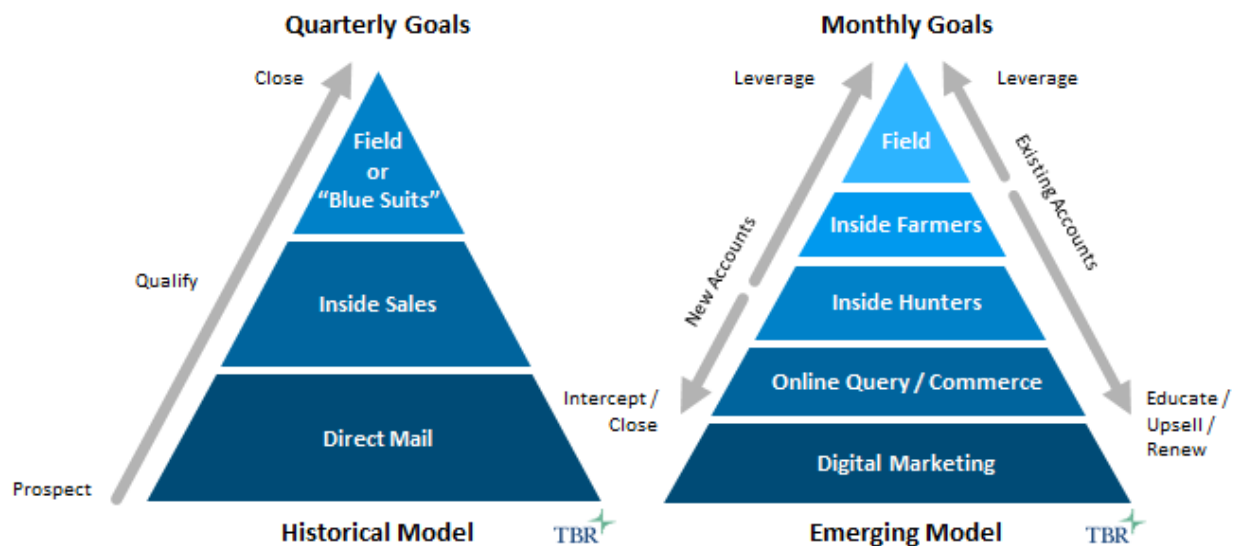 Quarterly Goals
Close
Field
or
“Blue Suits”
Qualify
Inside Sales
Direct Mail
Prospect
Historical Model
TBR
Monthly Goals
Leverage
Leverage
Field
Existing Accounts
Inside Farmers
New Accounts
Inside Hunters
Online Query / Commerce
Intercept /
Close
Educate /
Upsell /
Renew
Digital Marketing
Emerging Model
TBR